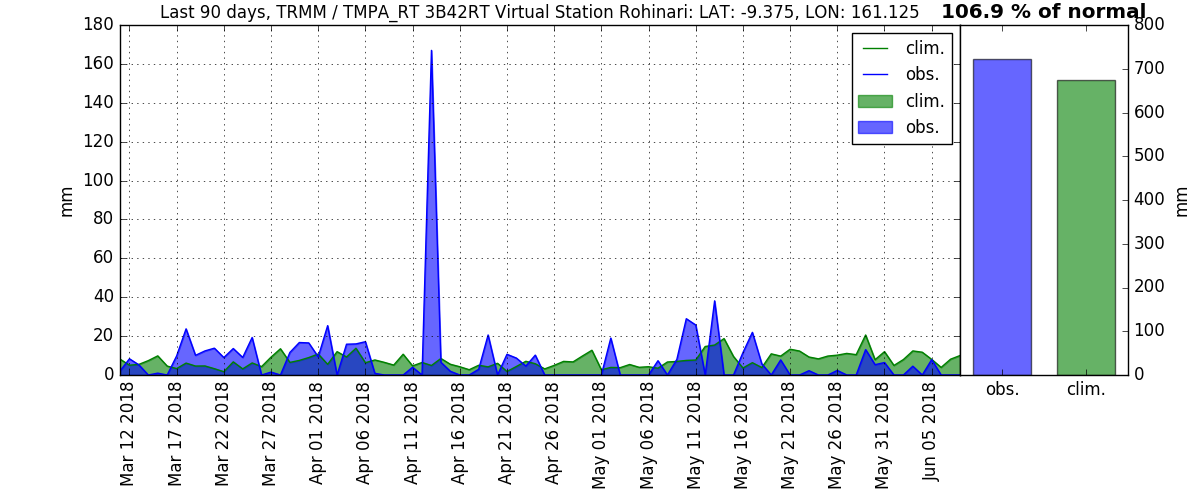 Last 90 days, TRMM / TMPA_RT 3B42RT Virtual Station Rohinari: LAT: -9.375, LON: 161.125
106.9 % of normal
180
160
140
120
100
80
60
40
20
0
mm
clim.
obs.
clim.
obs.
Mar 12 2018
Mar 17 2018
Mar 22 2018
Mar 27 2018
Apr 01 2018
Apr 06 2018
Apr 11 2018
Apr 16 2018
Apr 21 2018
Apr 26 2018
May 01 2018
May 06 2018
May 11 2018
May 16 2018
May 21 2018
May 26 2018
May 31 2018
Jun 05 2018
800
700
600
500
400
300
200
100
0
mm
obs.
clim.